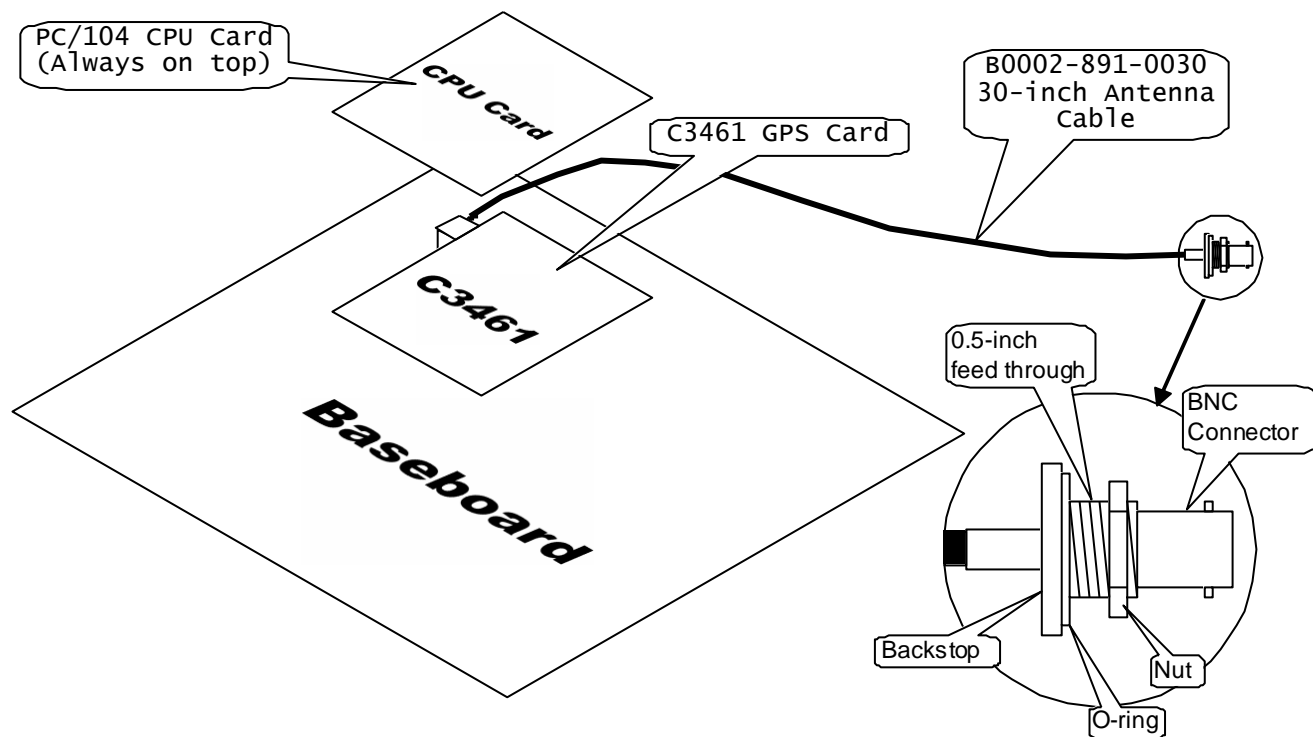 PC/104 CPU Card
(Always on top)
CPU Card
B0002-891-0030
30-inch Antenna
Cable
C3461 GPS Card
C3461
Baseboard
0.5-inch
feed through
BNC
Connector
Backstop
Nut
O-ring